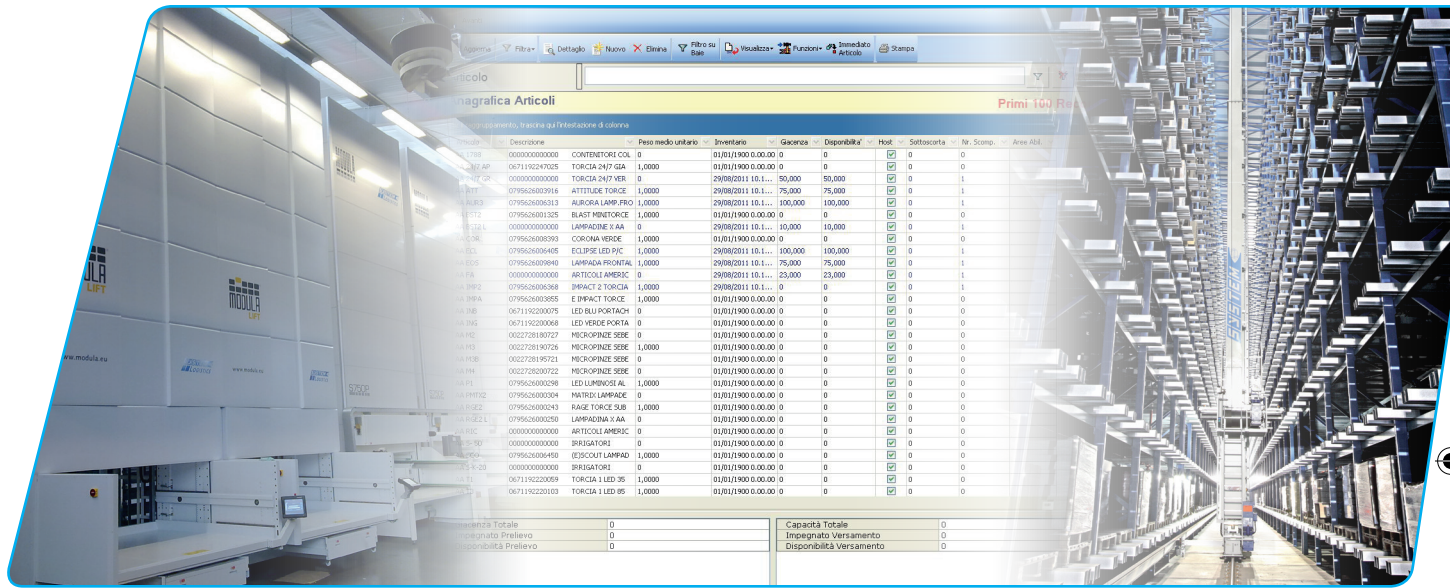 Filtra Dettaglio Nuovo Elimina Filtro su Baie Visualizza Funzioni Immediato Articolo Stampa
Anagrafica Articoli Primi 100
trascina qui l'intestazione di colonna
Descrizione Peso medio unitario Inventario Giacenza Disponibilita' Host Sottoscorta Nr. Scomp. Aree Abil.
0000000000000 CONTENITORI COL 0 01/01/1900 0.00.00 0 0 0 0
0671192247025 TORCIA 24/7 GIA 1,0000 01/01/1900 0.00.00 0 0 0 0
0000000000000 TORCIA 24/7 VER 0 29/08/2011 10.1... 50,000 50,000 0 1
0795626003916 ATTITUDE TORCE 1,0000 29/08/2011 10.1... 75,000 75,000 0 1
0795626006313 AURORA LAMP.FRO 1,0000 29/08/2011 10.1... 100,000 100,000 0 1
0795626001325 BLAST MINITORCE 1,0000 01/01/1900 0.00.00 0 0 0 0
0000000000000 LAMPADINE X AA 0 29/08/2011 10.1... 10,000 10,000 0 1
0795626008393 CORONA VERDE 1,0000 01/01/1900 0.00.00 0 0 0 0
0795626006405 ECLIPSE LED P/C 1,0000 29/08/2011 10.1... 100,000 100,000 0 1
0795626009840 LAMPADA FRONTAL 1,0000 29/08/2011 10.1... 75,000 75,000 0 1
0000000000000 ARTICOLI AMERIC 0 29/08/2011 10.1... 23,000 23,000 0 1
0795626006368 IMPACT 2 TORCIA 1,0000 29/08/2011 10.1... 0 0 0 1
0795626003855 E IMPACT TORCE 1,0000 01/01/1900 0.00.00 0 0 0 0
0671192200075 LED BLU PORTACH 0 01/01/1900 0.00.00 0 0 0 0
0671192200068 LED VERDE PORTA 0 01/01/1900 0.00.00 0 0 0 0
0022728180727 MICROPINZE SEBE 0 01/01/1900 0.00.00 0 0 0 0
0022728190726 MICROPINZE SEBE 1,0000 01/01/1900 0.00.00 0 0 0 0
0022728195721 MICROPINZE SEBE 0 01/01/1900 0.00.00 0 0 0 0
0022728200722 MICROPINZE SEBE 0 01/01/1900 0.00.00 0 0 0 0
0795626000298 LED LUMINOSI AL 1,0000 01/01/1900 0.00.00 0 0 0 0
0795626000304 MATRIX LAMPADE 0 01/01/1900 0.00.00 0 0 0 0
0795626000243 RAGE TORCE SUB 1,0000 01/01/1900 0.00.00 0 0 0 0
0795626000250 LAMPADINA X AA 0 01/01/1900 0.00.00 0 0 0 0
0000000000000 ARTICOLI AMERIC 0 01/01/1900 0.00.00 0 0 0 0
0000000000000 IRRIGATORI 0 01/01/1900 0.00.00 0 0 0 0
0795626006450 (E)SCOUT LAMPAD 1,0000 01/01/1900 0.00.00 0 0 0 0
0000000000000 IRRIGATORI 0 01/01/1900 0.00.00 0 0 0 0
0671192220059 TORCIA 1 LED 35 1,0000 01/01/1900 0.00.00 0 0 0 0
0671192220103 TORCIA 1 LED 85 1,0000 01/01/1900 0.00.00 0 0 0 0
Totale 0 Capacità Totale 0
Impegnato Prelievo 0 Impegnato Versamento 0
Disponibilità Prelievo 0 Disponibilità Versamento 0
MODULA
LIFT
www.modula.eu